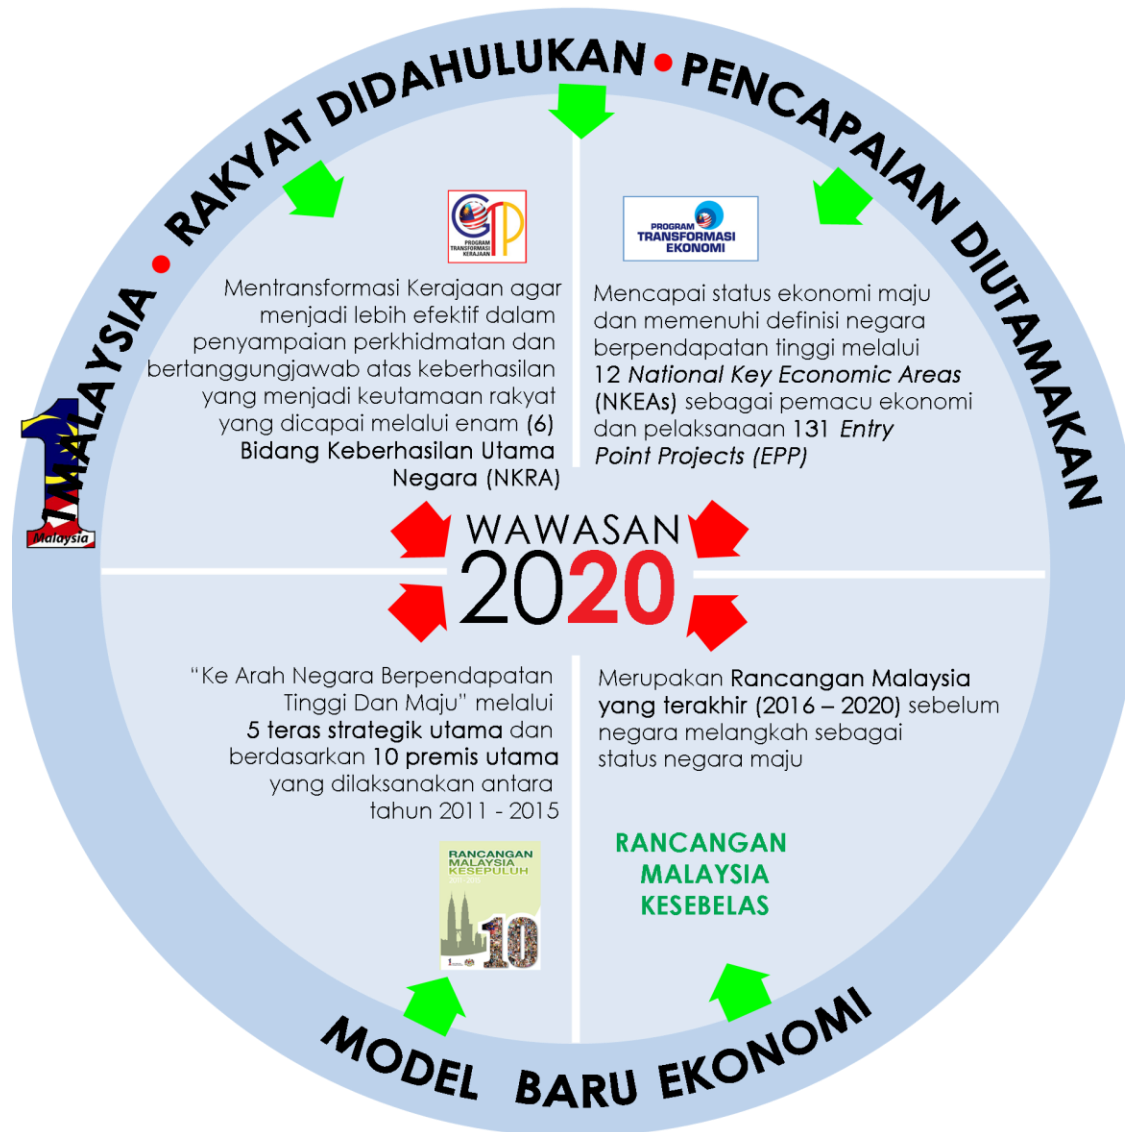 1MALAYSIA • RAKYAT DIDAHULUKAN • PENCAPAIAN DIUTAMAKAN
1
Malaysia
GTP
PROGRAM
TRANSFORMASI
KERAJAAN
Mentransformasi Kerajaan agar
menjadi lebih efektif dalam
penyampaian perkhidmatan dan
bertanggungjawab atas keberhasilan
yang menjadi keutamaan rakyat
yang dicapai melalui enam (6)
Bidang Keberhasilan Utama
Negara (NKRA)
PROGRAM
TRANSFORMASI
EKONOMI
Mencapai status ekonomi maju
dan memenuhi definisi negara
berpendapatan tinggi melalui
12 National Key Economic Areas
(NKEAs) sebagai pemacu ekonomi
dan pelaksanaan 131 Entry
Point Projects (EPP)
WAWASAN
2020
“Ke Arah Negara Berpendapatan
Tinggi Dan Maju” melalui
5 teras strategik utama dan
berdasarkan 10 premis utama
yang dilaksanakan antara
tahun 2011 - 2015
RANCANGAN
MALAYSIA
KESEPULUH
10
Merupakan Rancangan Malaysia
yang terakhir (2016 – 2020) sebelum
negara melangkah sebagai
status negara maju
RANCANGAN
MALAYSIA
KESEBELAS
MODEL BARU EKONOMI